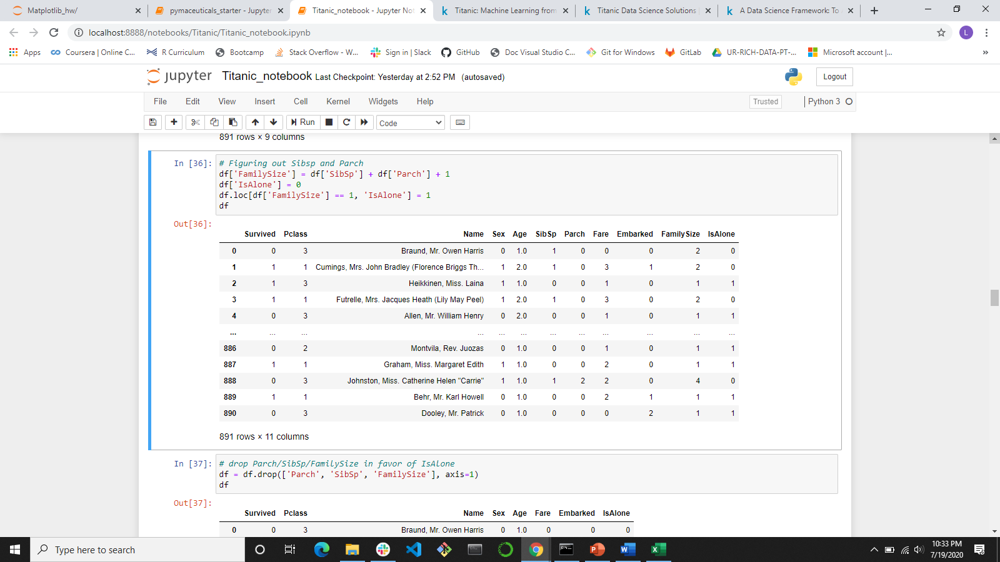 Matplotlib_hw/
pymaceuticals_starter - Jupyter
Titanic_notebook - Jupyter Not
Titanic: Machine Learning from
Titanic Data Science Solutions
A Data Science Framework: To
localhost:8888/notebooks/Titanic/Titanic_notebook.ipynb
L
Apps
Coursera | Online C...
R Curriculum
Bootcamp
Stack Overflow - W...
Sign in | Slack
GitHub
Doc Visual Studio C...
Git for Windows
GitLab
UR-RICH-DATA-PT-...
Microsoft account |...
»
jupyter Titanic_notebook Last Checkpoint: Yesterday at 2:52 PM (autosaved)
Logout
File Edit View Insert Cell Kernel Widgets Help
Trusted
Python 3
Run
Code
891 rows × 9 columns
In [36]:
# Figuring out Sibsp and Parch
df['FamilySize'] = df['SibSp'] + df['Parch'] + 1
df['IsAlone'] = 0
df.loc[df['FamilySize'] == 1, 'IsAlone'] = 1
df
Out[36]:
Survived Pclass Name Sex Age SibSp Parch Fare Embarked FamilySize IsAlone
0 0 3 Braund, Mr. Owen Harris 0 1.0 1 0 0 0 2 0
1 1 1 Cumings, Mrs. John Bradley (Florence Briggs Th... 1 2.0 1 0 3 1 2 0
2 1 3 Heikkinen, Miss. Laina 1 1.0 0 0 1 0 1 1
3 1 1 Futrelle, Mrs. Jacques Heath (Lily May Peel) 1 2.0 1 0 3 0 2 0
4 0 3 Allen, Mr. William Henry 0 2.0 0 0 1 0 1 1
... ... ... ... ... ... ... ... ... ... ... ...
886 0 2 Montvila, Rev. Juozas 0 1.0 0 0 1 0 1 1
887 1 1 Graham, Miss. Margaret Edith 1 1.0 0 0 2 0 1 1
888 0 3 Johnston, Miss. Catherine Helen "Carrie" 1 1.0 1 2 2 0 4 0
889 1 1 Behr, Mr. Karl Howell 0 1.0 0 0 2 1 1 1
890 0 3 Dooley, Mr. Patrick 0 1.0 0 0 0 2 1 1
891 rows × 11 columns
In [37]:
# drop Parch/SibSp/FamilySize in favor of IsAlone
df = df.drop(['Parch', 'SibSp', 'FamilySize'], axis=1)
df
Out[37]:
Survived Pclass Name Sex Age Fare Embarked IsAlone
0 0 3 Braund, Mr. Owen Harris 0 1.0 0 0 0
Type here to search
10:33 PM
7/19/2020